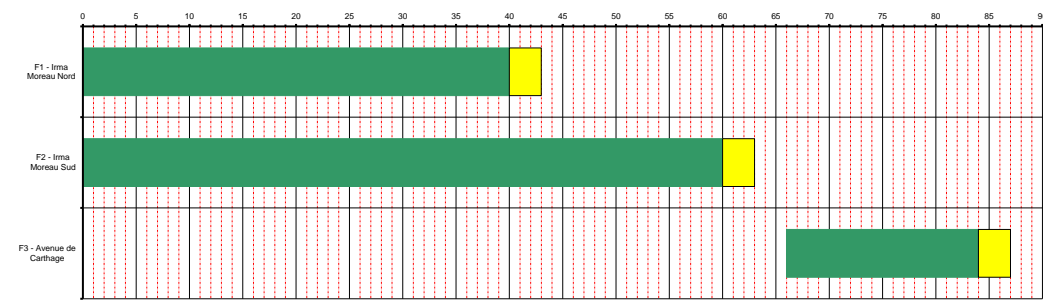 0 5 10 15 20 25 30 35 40 45 50 55 60 65 70 75 80 85 9
F1 - Irma
Moreau Nord
F2 - Irma
Moreau Sud
F3 - Avenue de
Carthage